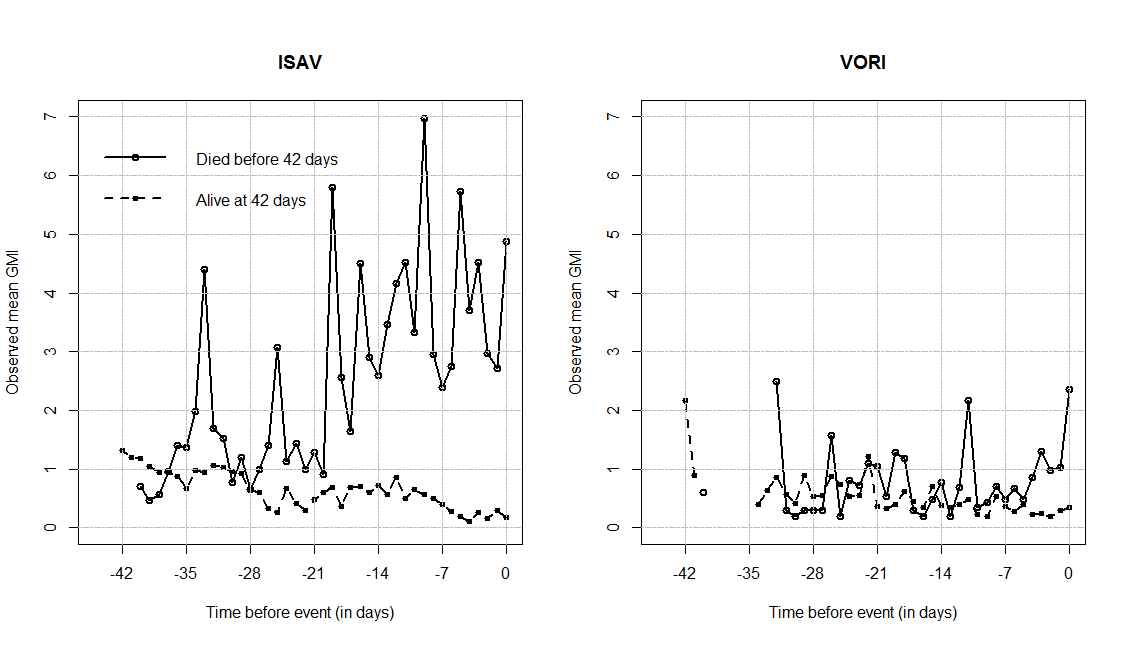 ISAV
Died before 42 days
Alive at 42 days
Observed mean GMI
7
6
5
4
3
2
1
0
-42 -35 -28 -21 -14 -7 0
Time before event (in days)
VORI
Observed mean GMI
7
6
5
4
3
2
1
0
-42 -35 -28 -21 -14 -7 0
Time before event (in days)